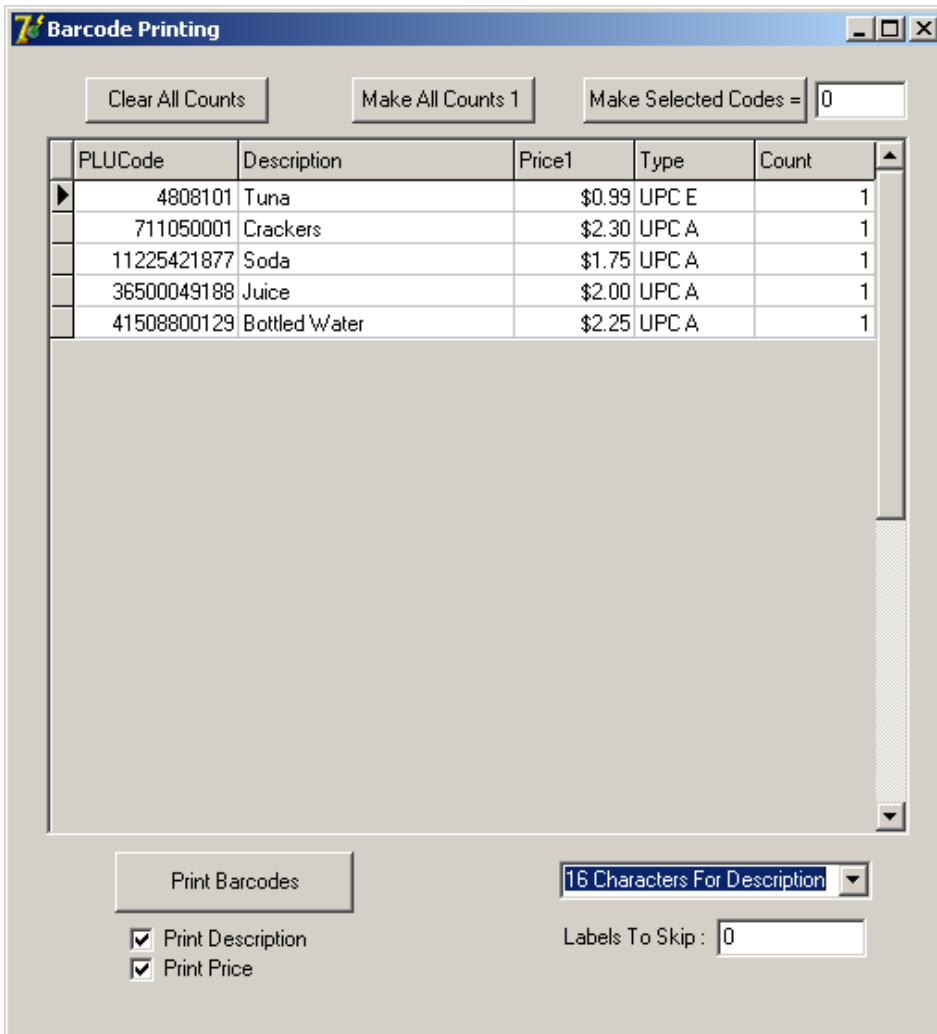 Barcode Printing
Clear All Counts Make All Counts 1 Make Selected Codes = 0
PLUCode Description Price1 Type Count
4808101 Tuna $0.99 UPC E 1
711050001 Crackers $2.30 UPC A 1
11225421877 Soda $1.75 UPC A 1
36500049188 Juice $2.00 UPC A 1
41508800129 Bottled Water $2.25 UPC A 1
Print Barcodes 16 Characters For Description
Print Description Labels To Skip : 0
Print Price